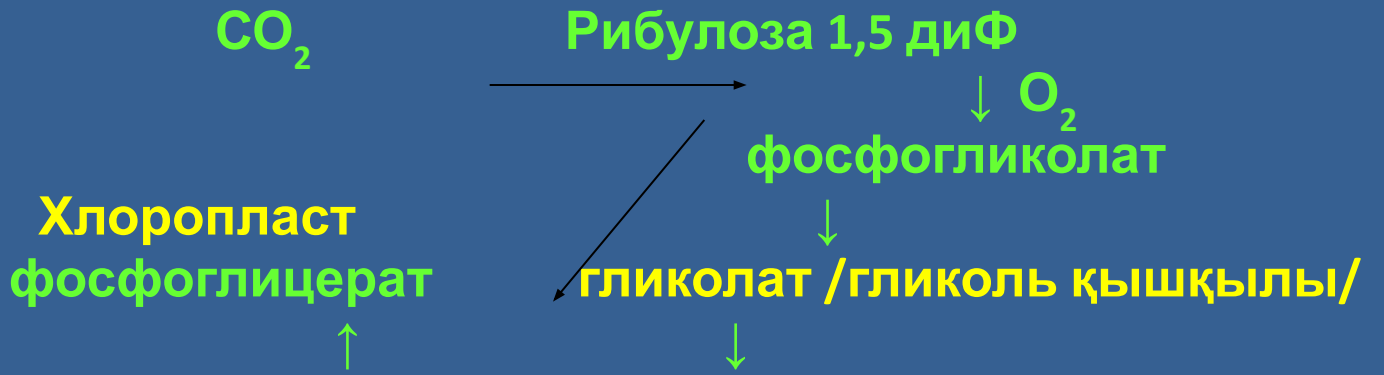 CO₂ Рибулоза 1,5 диФ
↓ O₂
фосфогликолат
Хлоропласт ↓
фосфоглицерат гликолат /гликоль қышқылы/
↑ ↓